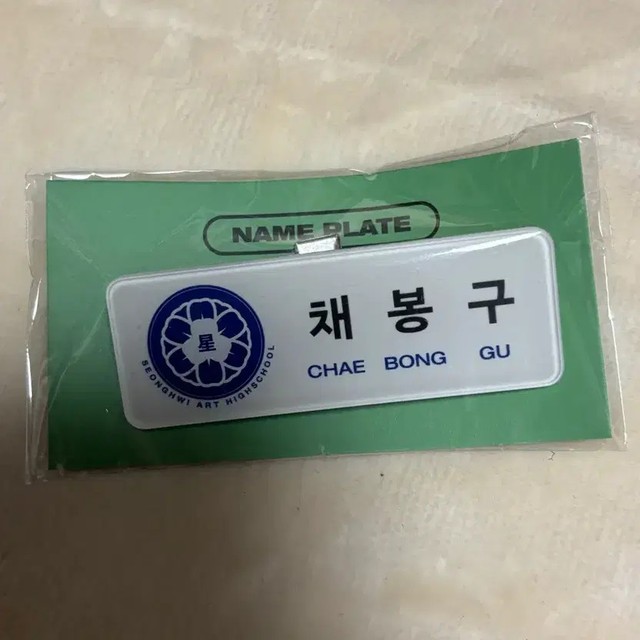 NAME PLATE
채 봉 구
CHAE BONG GU
星
SEONGHWI ART HIGHSCHOOL